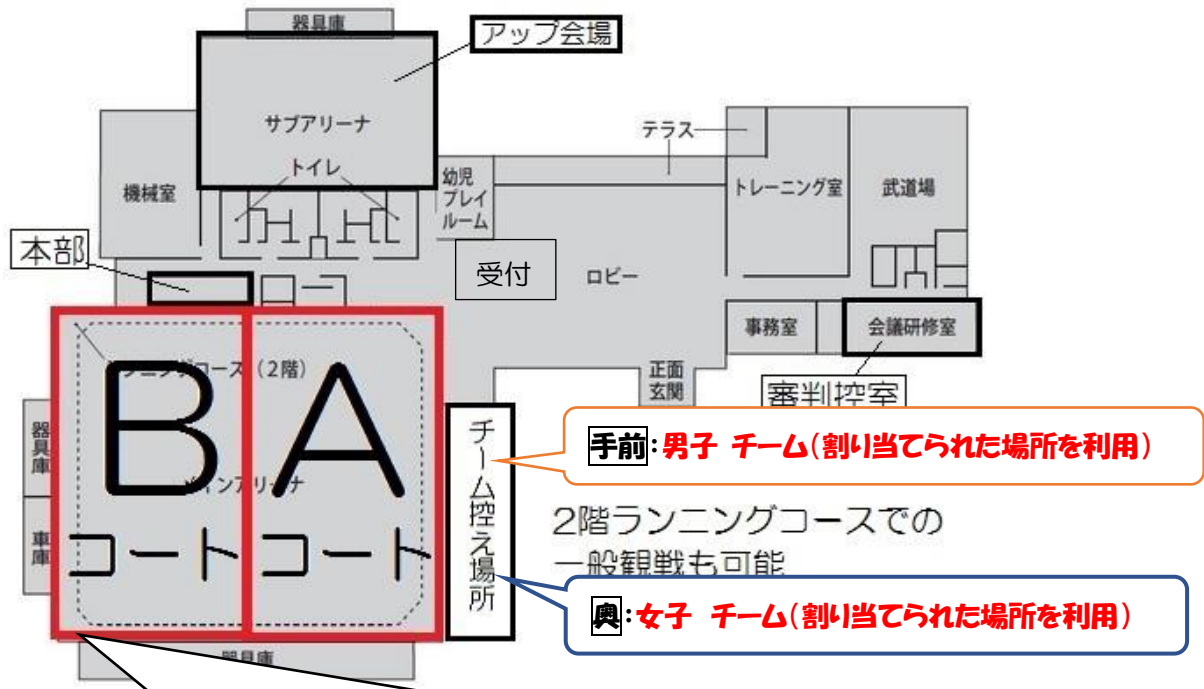 器具庫
アップ会場
サブアリーナ
テラス
トイレ
幼児
プレイ
ルーム
機械室
トレーニング室
武道場
本部
受付
ロビー
事務室
会議研修室
ランニングコース（2階）
正面
玄関
審判控室
B
コート
A
コート
メインアリーナ
器具庫
車庫
チーム控え場所
手前:男子 チーム(割り当てられた場所を利用)
2階ランニングコースでの
一般観戦も可能
奥:女子 チーム(割り当てられた場所を利用)
器具庫